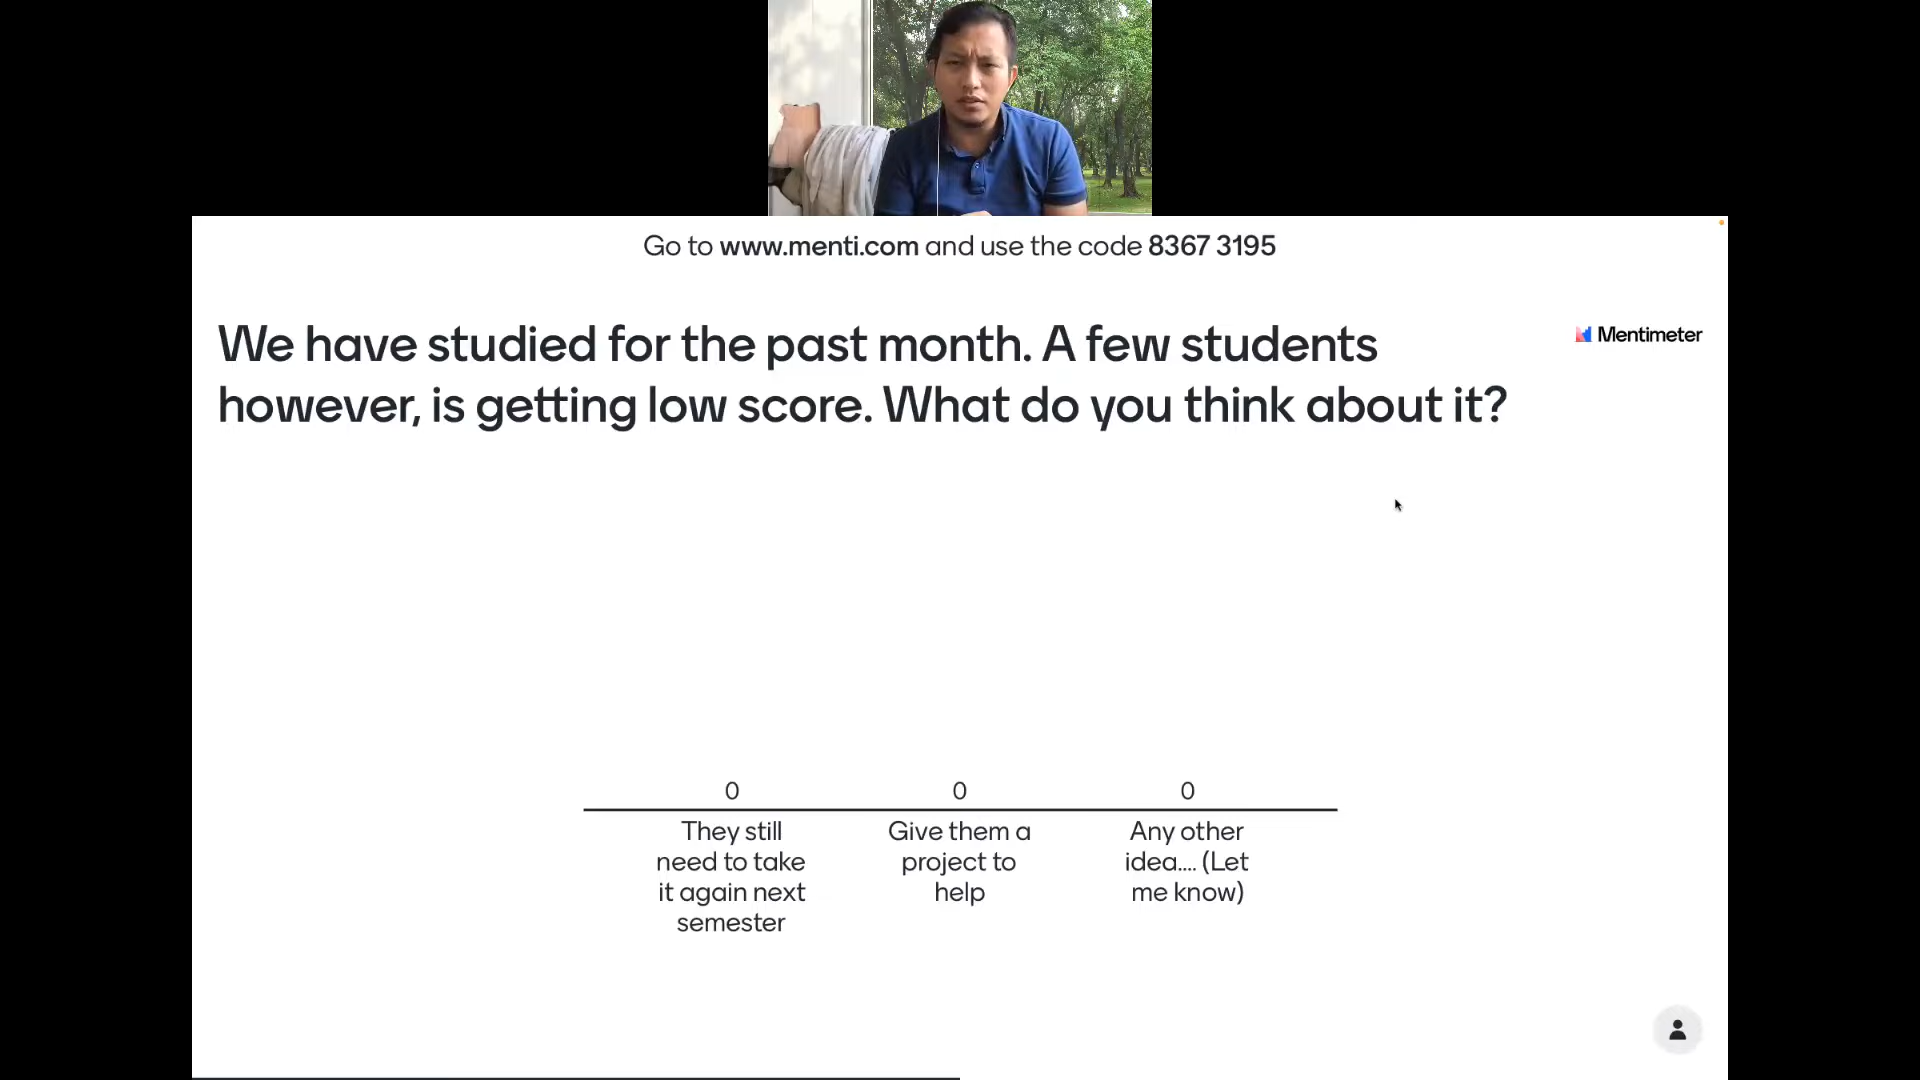 Go to www.menti.com and use the code 8367 3195
We have studied for the past month. A few students
however, is getting low score. What do you think about it?
Mentimeter
0
They still
need to take
it again next
semester
0
Give them a
project to
help
0
Any other
idea.... (Let
me know)